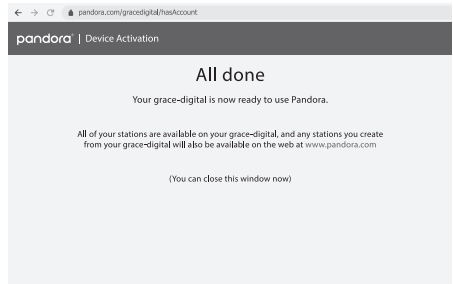 pandora.com/gracedigital/hasAccount
pandora® | Device Activation
All done
Your grace-digital is now ready to use Pandora.
All of your stations are available on your grace-digital, and any stations you create
from your grace-digital will also be available on the web at www.pandora.com
(You can close this window now)